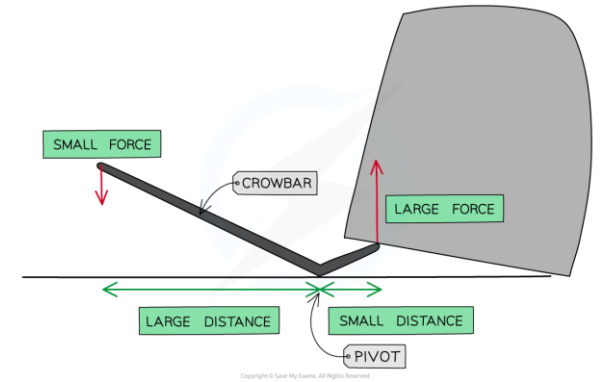 SMALL FORCE
CROWBAR
LARGE FORCE
LARGE DISTANCE
SMALL DISTANCE
PIVOT
Copyright © Save My Exams. All Rights Reserved